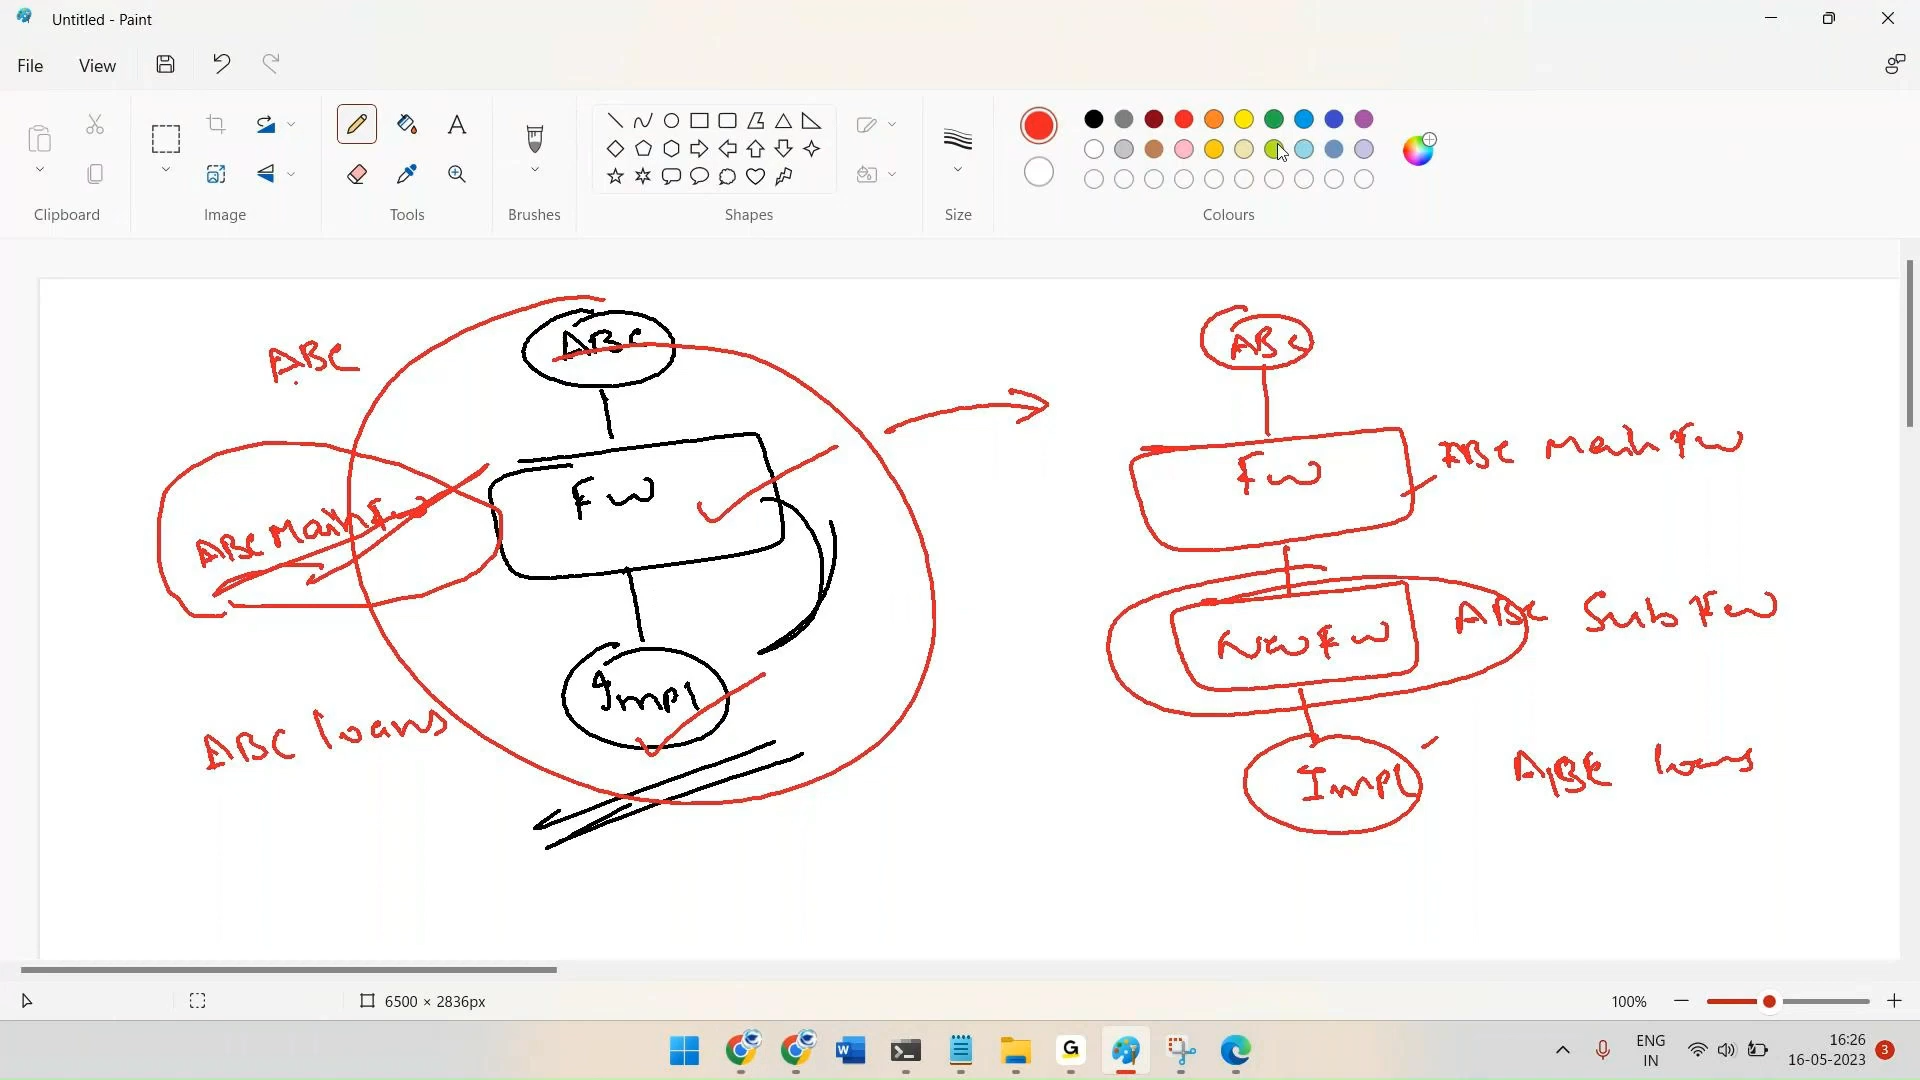 Untitled - Paint
File
View
Clipboard
Image
Tools
Brushes
Shapes
Size
Colours
ABC
ABC
FW
ABC Main FW
Impl
ABC loans
ABC
FW
ABC Main FW
New FW
ABC Sub FW
Impl
ABC loans
6500 × 2836px
100%
ENG
IN
16:26
16-05-2023
3